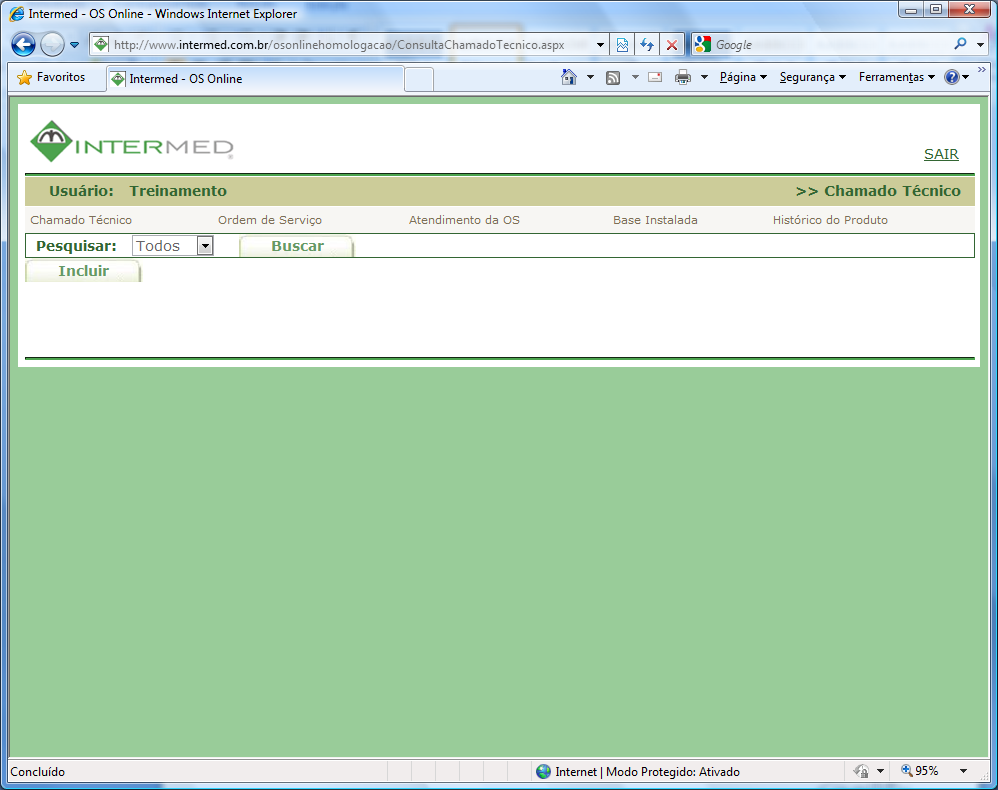 Intermed - OS Online - Windows Internet Explorer
http://www.intermed.com.br/osonlinehomologacao/ConsultaChamadoTecnico.aspx
Google
Favoritos
Intermed - OS Online
Página
Segurança
Ferramentas
INTERMED®
SAIR
Usuário: Treinamento
>> Chamado Técnico
Chamado Técnico
Ordem de Serviço
Atendimento da OS
Base Instalada
Histórico do Produto
Pesquisar: Todos
Buscar
Incluir
Concluído
Internet | Modo Protegido: Ativado
95%